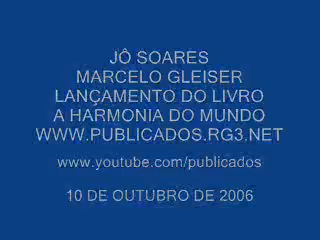 JÔ SOARES
MARCELO GLEISER
LANÇAMENTO DO LIVRO
A HARMONIA DO MUNDO
WWW.PUBLICADOS.RG3.NET
www.youtube.com/publicados
10 DE OUTUBRO DE 2006